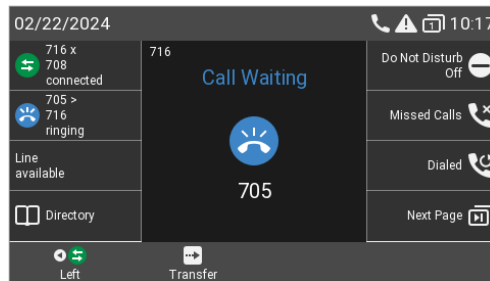 02/22/2024
1
10:17
716 x
708
connected
705 >
716
ringing
Line
available
Directory
716
Call Waiting
705
Do Not Disturb
Off
Missed Calls
Dialed
Next Page
Left
Transfer